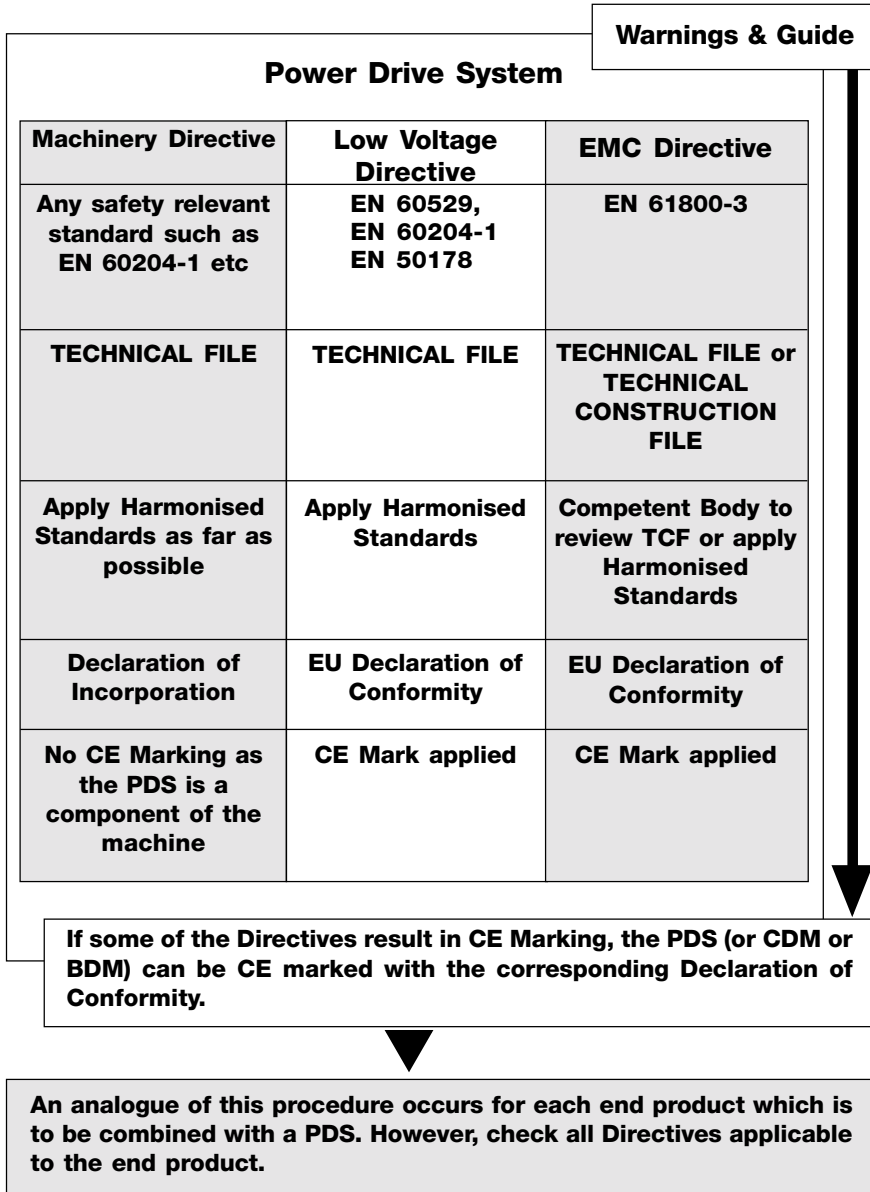 Warnings & Guide
Power Drive System
Machinery Directive
Low Voltage
Directive
EMC Directive
Any safety relevant
standard such as
EN 60204-1 etc
EN 60529,
EN 60204-1
EN 50178
EN 61800-3
TECHNICAL FILE
TECHNICAL FILE
TECHNICAL FILE or
TECHNICAL
CONSTRUCTION
FILE
Apply Harmonised
Standards as far as
possible
Apply Harmonised
Standards
Competent Body to
review TCF or apply
Harmonised
Standards
Declaration of
Incorporation
EU Declaration of
Conformity
EU Declaration of
Conformity
No CE Marking as
the PDS is a
component of the
machine
CE Mark applied
CE Mark applied
If some of the Directives result in CE Marking, the PDS (or CDM or
BDM) can be CE marked with the corresponding Declaration of
Conformity.
An analogue of this procedure occurs for each end product which is
to be combined with a PDS. However, check all Directives applicable
to the end product.